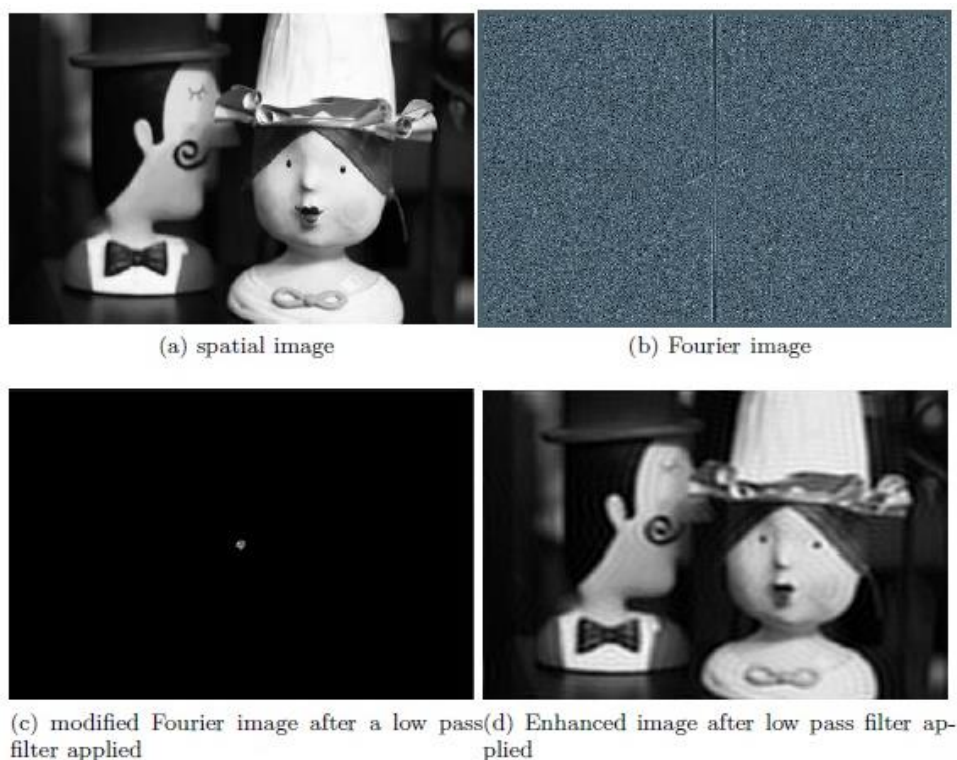 (a) spatial image
(b) Fourier image
(c) modified Fourier image after a low pass
filter applied
(d) Enhanced image after low pass filter ap-
plied